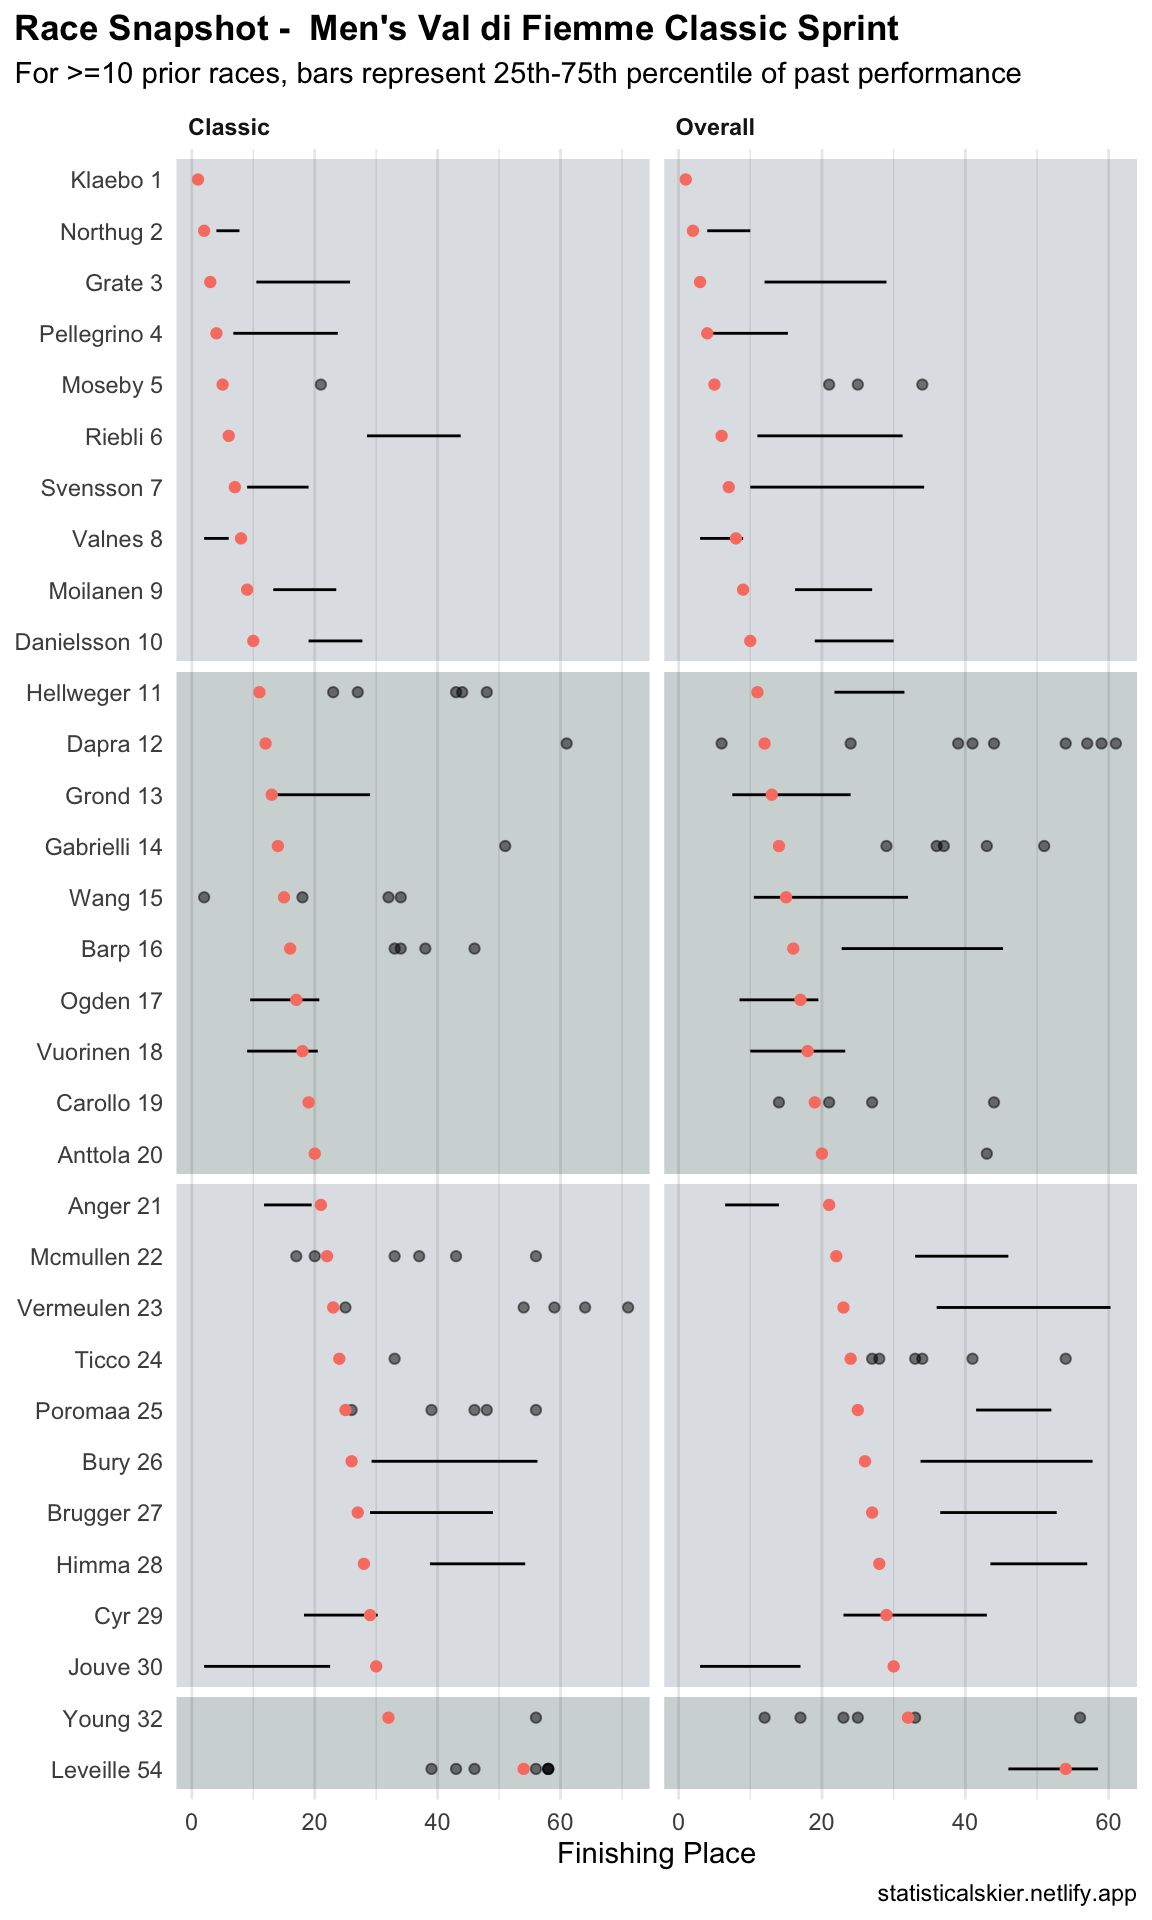 Race Snapshot -  Men's Val di Fiemme Classic Sprint
For >=10 prior races, bars represent 25th-75th percentile of past performance
Classic Overall
Klaebo 1
Northug 2
Grate 3
Pellegrino 4
Moseby 5
Riebli 6
Svensson 7
Valnes 8
Moilanen 9
Danielsson 10
Hellweger 11
Dapra 12
Grond 13
Gabrielli 14
Wang 15
Barp 16
Ogden 17
Vuorinen 18
Carollo 19
Anttola 20
Anger 21
Mcmullen 22
Vermeulen 23
Ticco 24
Poromaa 25
Bury 26
Brugger 27
Himma 28
Cyr 29
Jouve 30
Young 32
Leveille 54
0 20 40 60 0 20 40 60
Finishing Place
statisticalskier.netlify.app